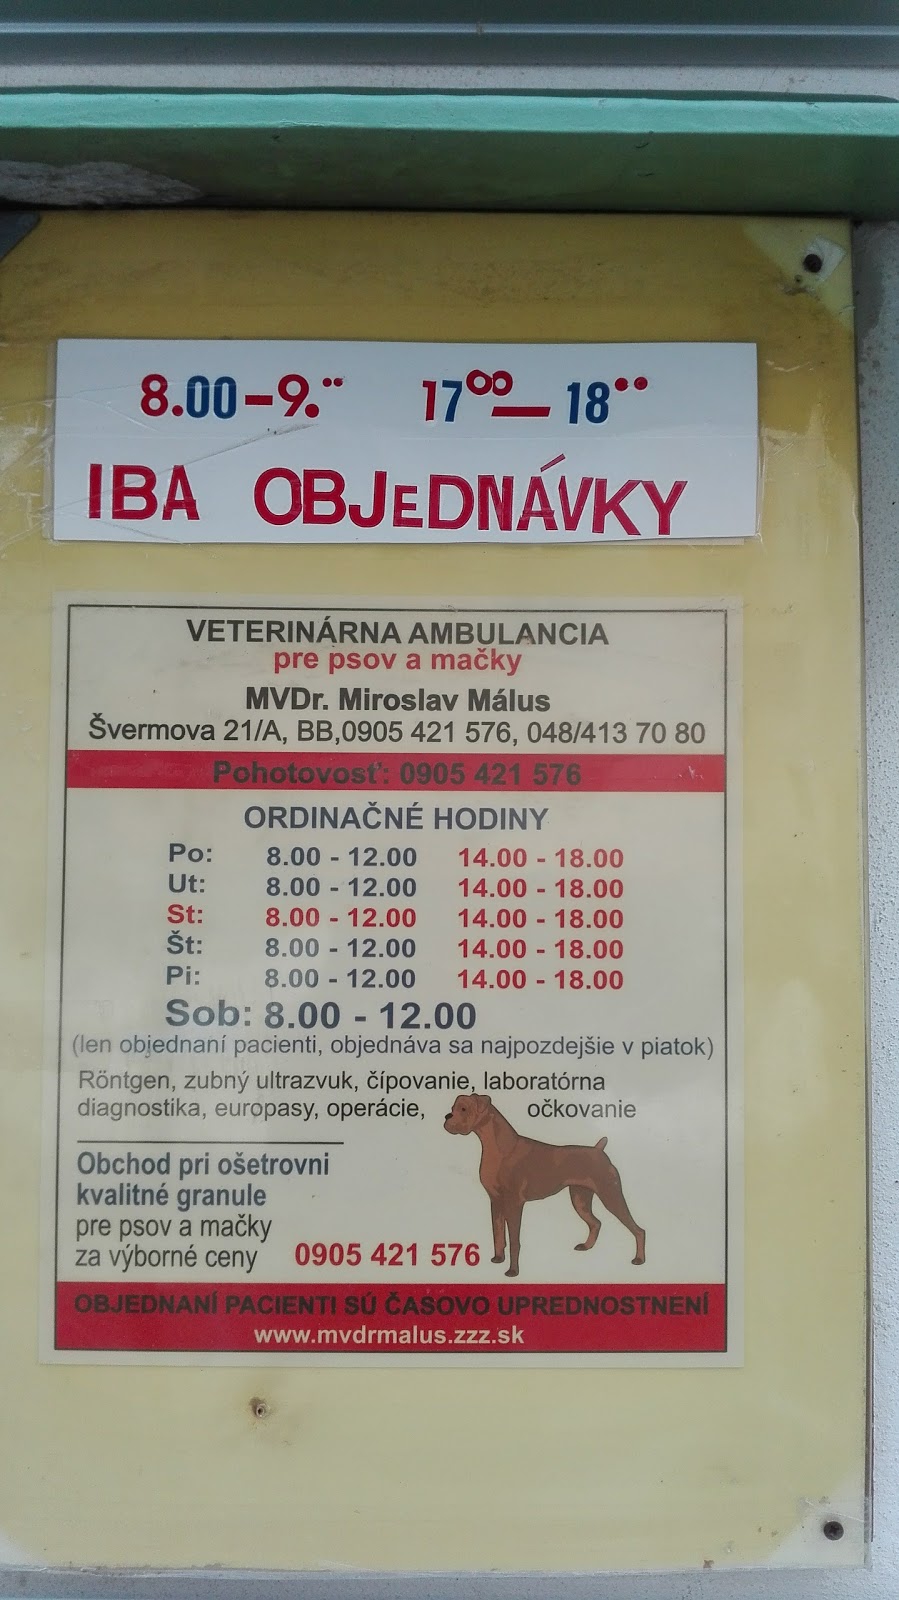 8.00-9.·· 17⁰⁰—18··
IBA OBJEDNÁVKY
VETERINÁRNA AMBULANCIA
pre psov a mačky
MVDr. Miroslav Málus
Švermova 21/A, BB,0905 421 576, 048/413 70 80
Pohotovosť: 0905 421 576
ORDINAČNÉ HODINY
Po: 8.00 - 12.00 14.00 - 18.00
Ut: 8.00 - 12.00 14.00 - 18.00
St: 8.00 - 12.00 14.00 - 18.00
Št: 8.00 - 12.00 14.00 - 18.00
Pi: 8.00 - 12.00 14.00 - 18.00
Sob: 8.00 - 12.00
(len objednaní pacienti, objednáva sa najpozdejšie v piatok)
Röntgen, zubný ultrazvuk, čípovanie, laboratórna
diagnostika, europasy, operácie, očkovanie
Obchod pri ošetrovni
kvalitné granule
pre psov a mačky
za výborné ceny 0905 421 576
OBJEDNANÍ PACIENTI SÚ ČASOVO UPREDNOSTNENÍ
www.mvdrmalus.zzz.sk